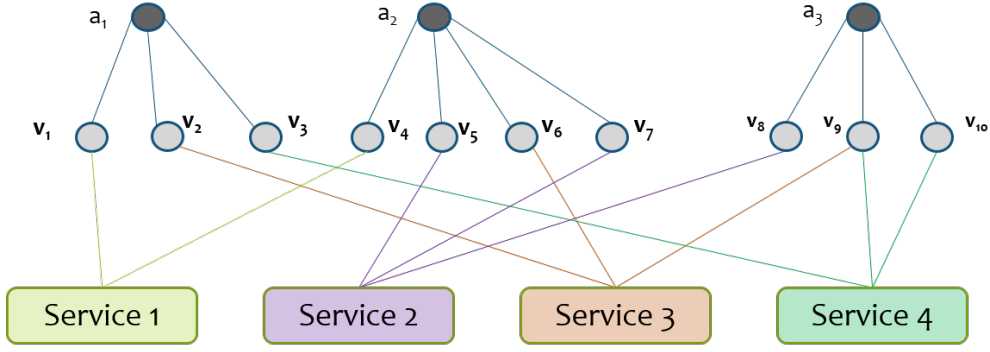 a₁ a₂ a₃
v₁ v₂ v₃ v₄ v₅ v₆ v₇ v₈ v₉ v₁₀
Service 1 Service 2 Service 3 Service 4